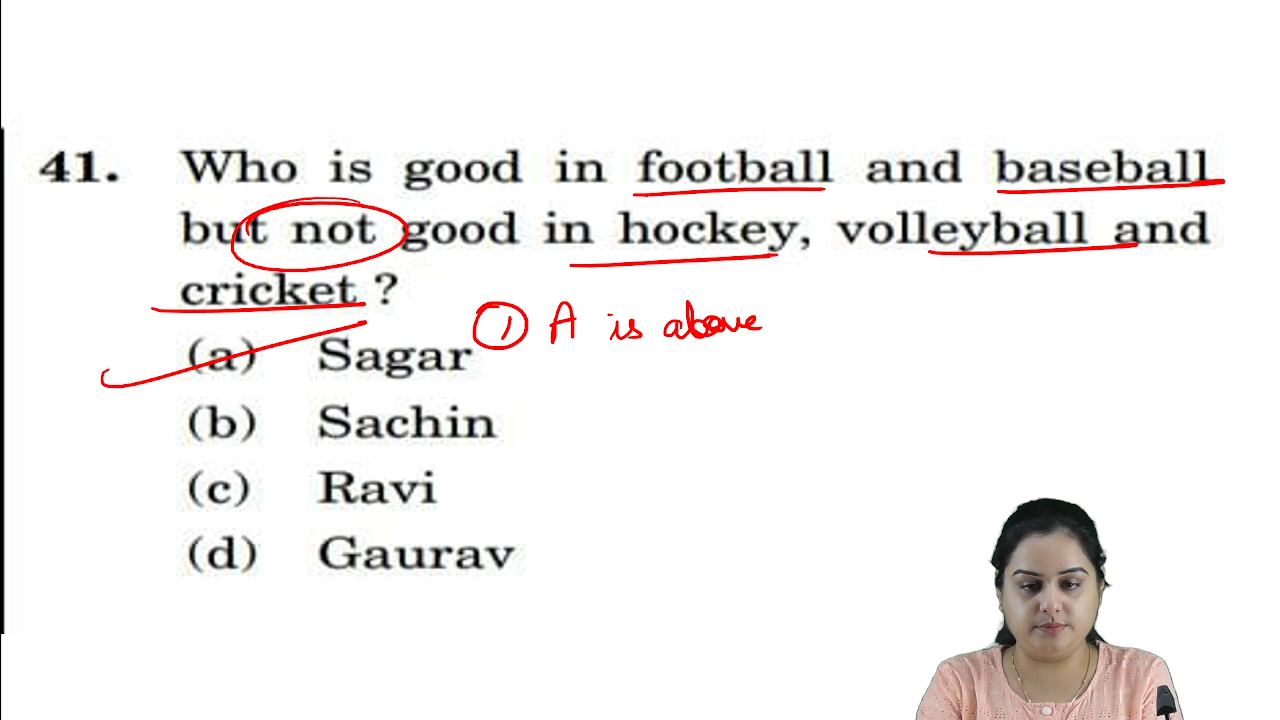 41. Who is good in football and baseball
but not good in hockey, volleyball and
cricket ?
(a) Sagar
① A is above
(b) Sachin
(c) Ravi
(d) Gaurav